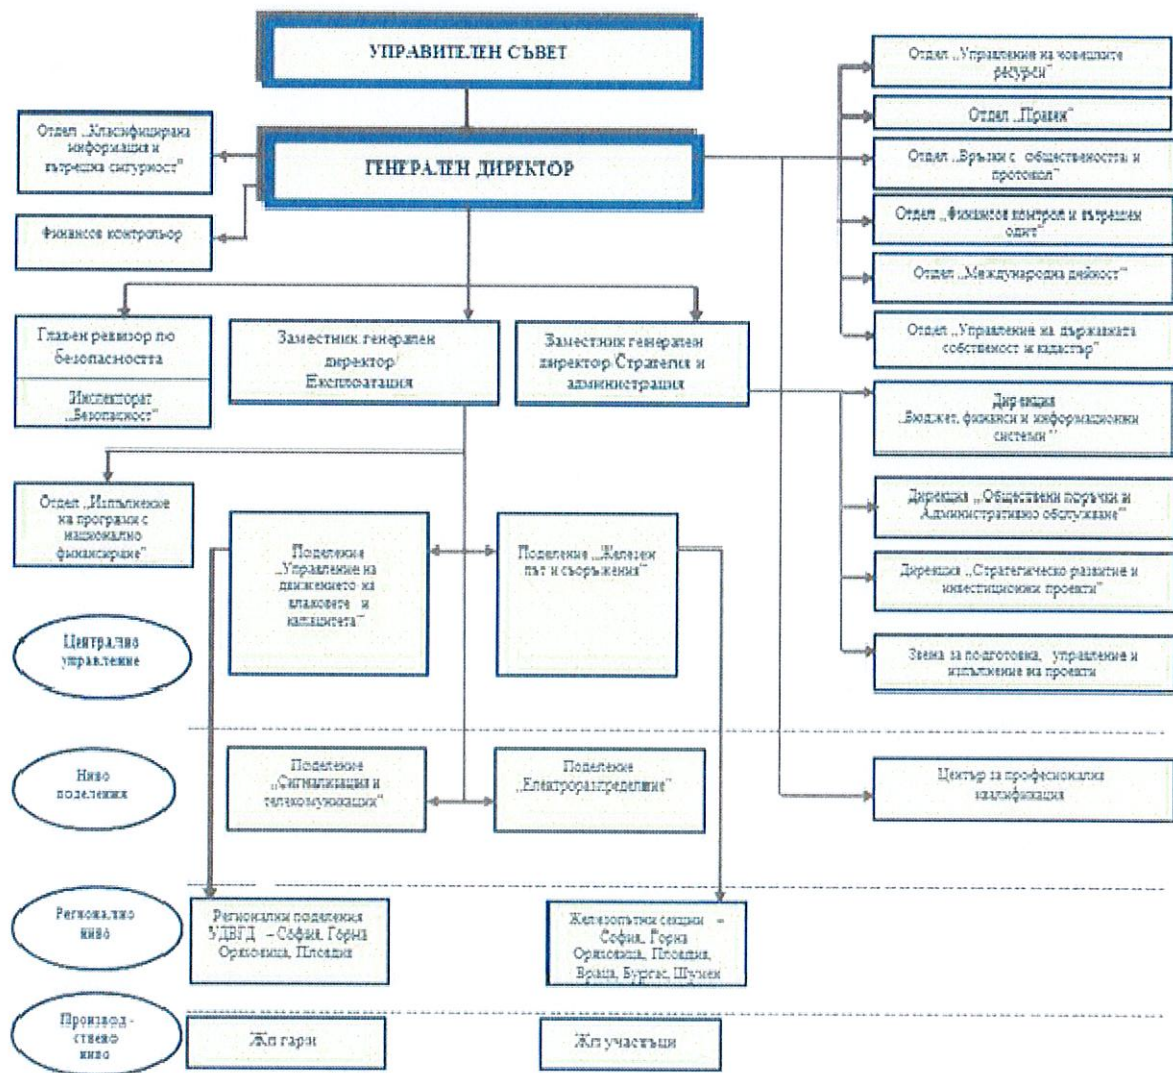 УПРАВИТЕЛЕН СЪВЕТ
ГЕНЕРАЛЕН ДИРЕКТОР
Отдел „Класифицирана
информация и
вътрешна сигурност"
Финансов контрольор
Главен ревизор по
безопасността
Инспекторат
„Безопасност"
Заместник генерален
директор/
Експлоатация
Заместник генерален
директор/Стратегия и
администрация
Отдел „Управление на човешките
ресурси"
Отдел „Правен"
Отдел „Връзки с обществеността и
протокол"
Отдел „Финансов контрол и вътрешен
одит"
Отдел „Международна дейност"
Отдел „Управление на държавната
собственост и кадастър"
Дирекция
„Бюджет, финанси и информационни
системи"
Дирекция „Обществени поръчки и
Административно обслужване"
Дирекция „Стратегическо развитие и
инвестиционни проекти"
Звена за подготовка, управление и
изпълнение на проекти
Отдел „Изпълнение
на програми с
национално
финансиране"
Поделение
„Управление на
движението на
влаковете и
капацитета"
Поделение „Железен
път и съоръжения"
Централно
управление
Ниво
поделения
Поделение
„Сигнализация и
телекомуникации"
Поделение
„Електроразпределение"
Център за професионална
квалификация
Регионално
ниво
Регионални поделения
УДВГД – София, Горна
Оряховица, Пловдив
Железопътни секции –
София, Горна
Оряховица, Пловдив,
Враца, Бургас, Шумен
Производ-
ствено
ниво
Жп гари
Жп участъци